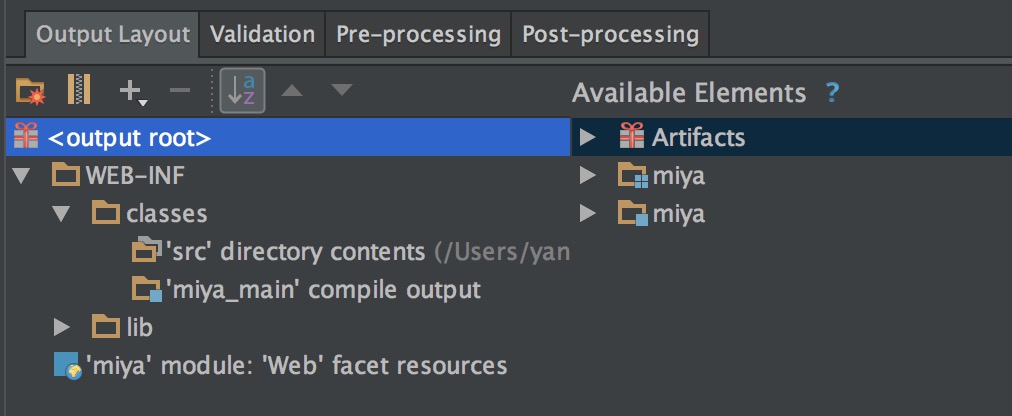 Output Layout Validation Pre-processing Post-processing
a z Available Elements ?
<output root>
WEB-INF
classes
'src' directory contents (/Users/yan
'miya_main' compile output
lib
'miya' module: 'Web' facet resources
Artifacts
miya
miya